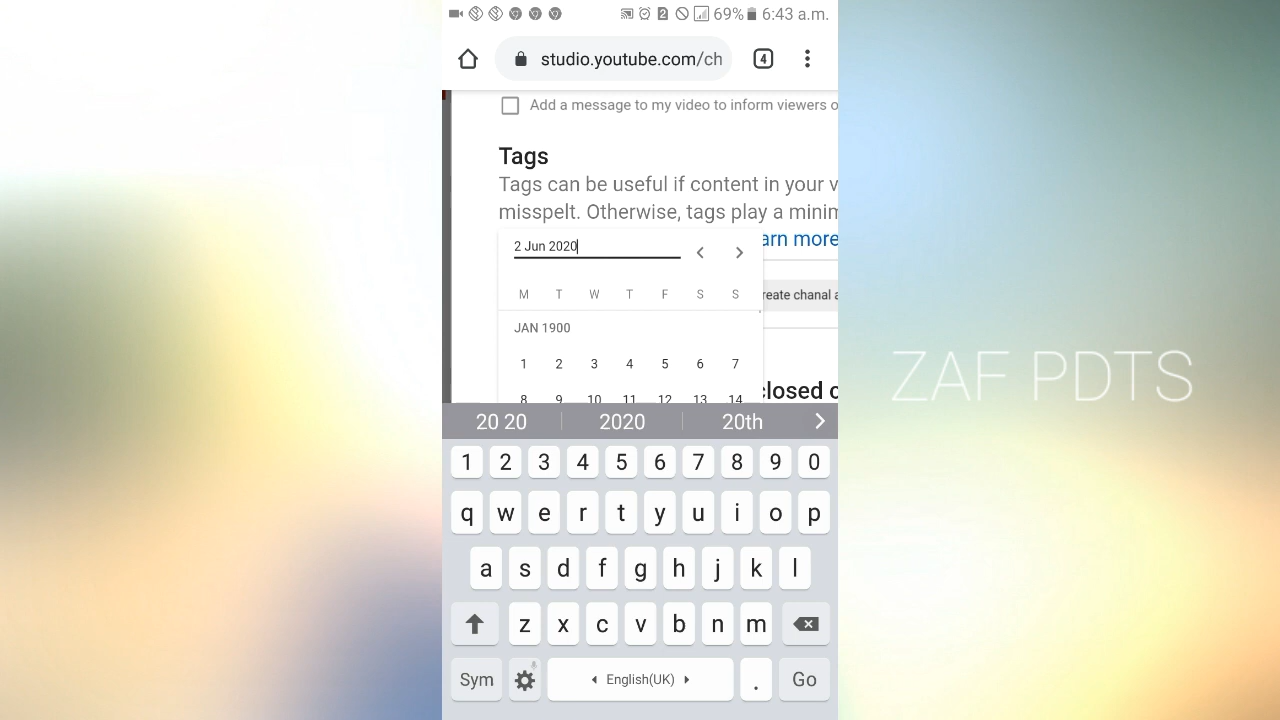 69% 6:43 a.m.
studio.youtube.com/ch
4
Add a message to my video to inform viewers o
Tags
Tags can be useful if content in your v
misspelt. Otherwise, tags play a minim
arn more
2 Jun 2020
M T W T F S S
reate chanal a
JAN 1900
1 2 3 4 5 6 7
closed c
8 9 10 11 12 13 14
20 20 2020 20th
1 2 3 4 5 6 7 8 9 0
q w e r t y u i o p
a s d f g h j k l
z x c v b n m
Sym English(UK) . Go
ZAF PDTS